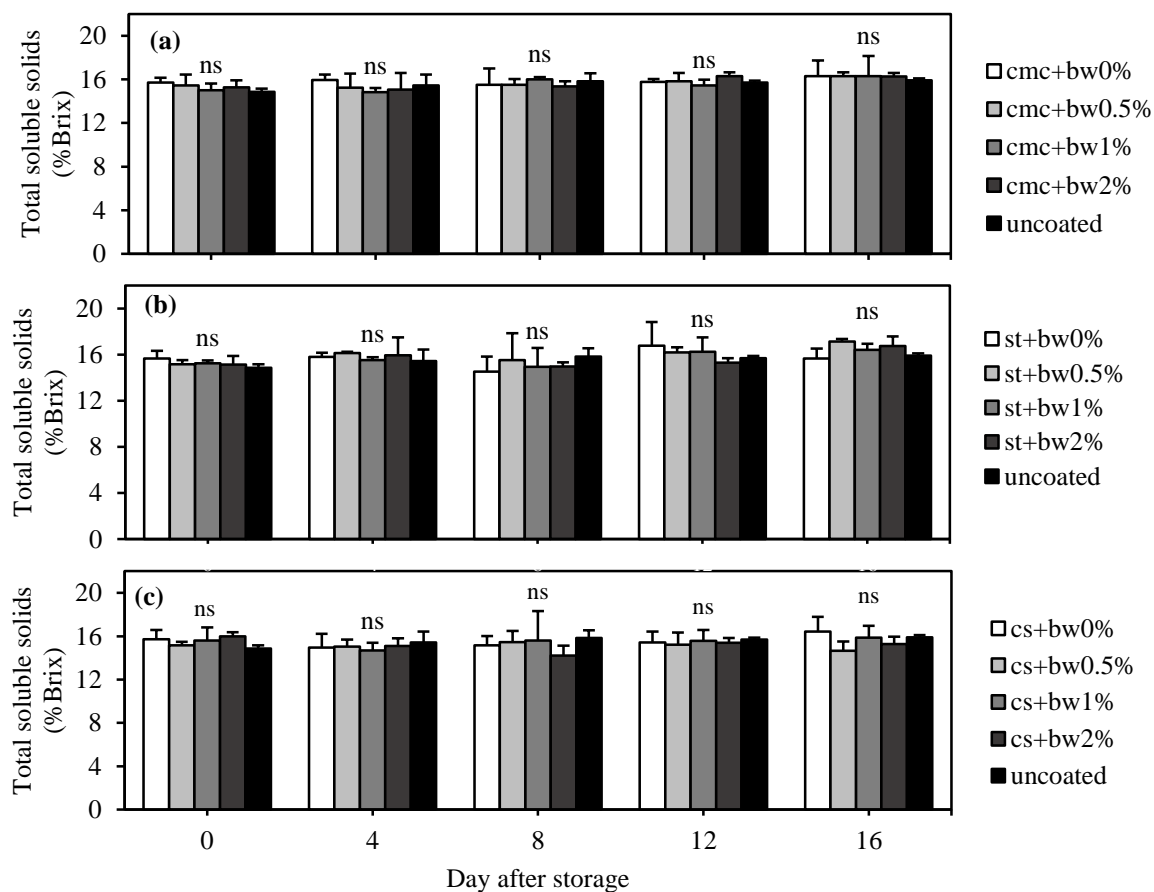 20
16
12
8
4
0
Total soluble solids
(%Brix)
(a)
ns
ns
ns
ns
ns
cmc+bw0%
cmc+bw0.5%
cmc+bw1%
cmc+bw2%
uncoated
20
16
12
8
4
0
Total soluble solids
(%Brix)
(b)
ns
ns
ns
ns
ns
st+bw0%
st+bw0.5%
st+bw1%
st+bw2%
uncoated
20
16
12
8
4
0
Total soluble solids
(%Brix)
(c)
ns
ns
ns
ns
ns
cs+bw0%
cs+bw0.5%
cs+bw1%
cs+bw2%
uncoated
0 4 8 12 16
Day after storage